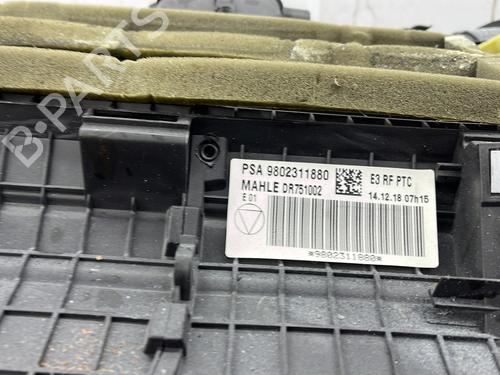 B-PARTS
PSA 9802311880
E3 RF PTC
MAHLE DR751002
14.12.18 07h15
E 01
*9802311880*